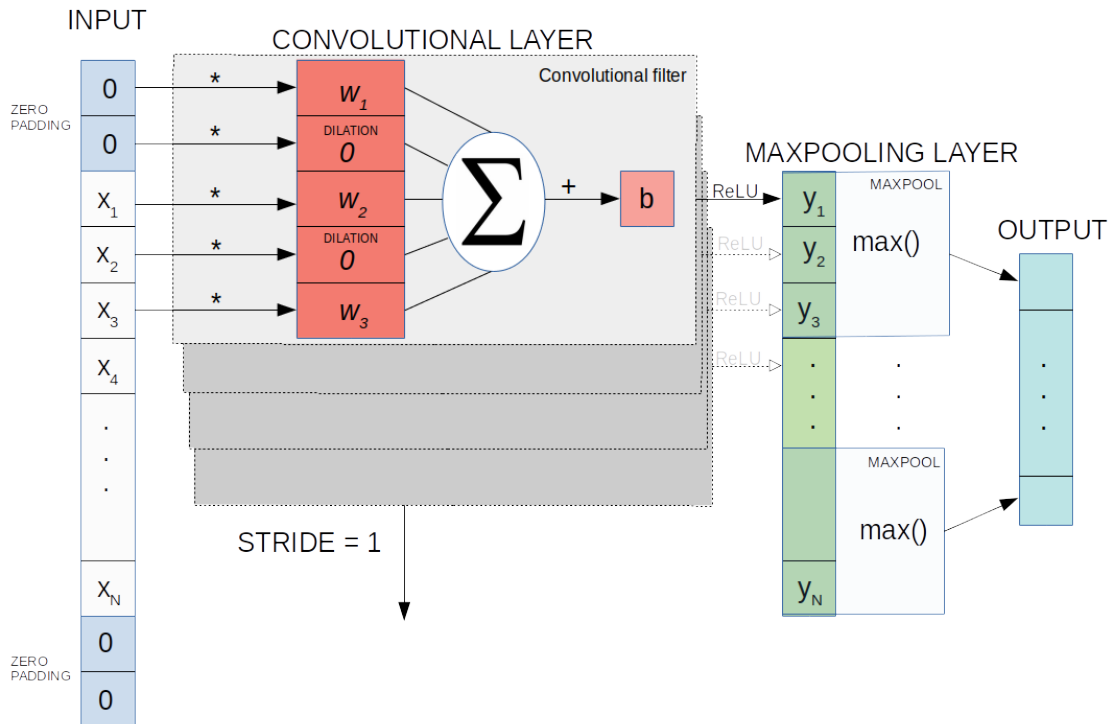 INPUT
CONVOLUTIONAL LAYER
Convolutional filter
ZERO
PADDING
0
0
X1
X2
X3
X4
.
.
.
XN
0
0
ZERO
PADDING
*
*
*
*
*
w1
DILATION
0
w2
DILATION
0
w3
Σ
+
b
STRIDE = 1
ReLU
ReLU
ReLU
ReLU
MAXPOOLING LAYER
y1
y2
y3
.
.
.
yN
MAXPOOL
max()
.
.
.
MAXPOOL
max()
OUTPUT
.
.
.